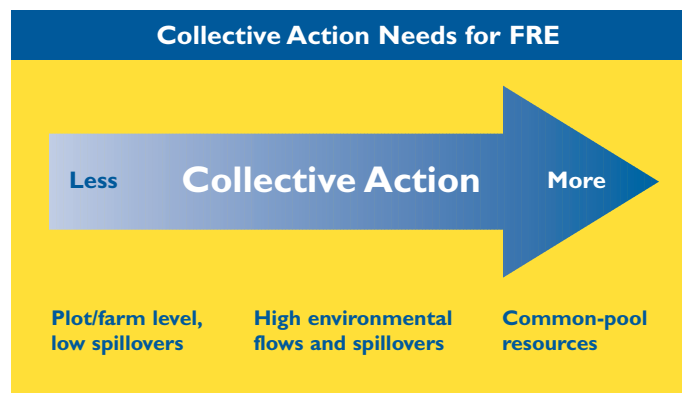 Collective Action Needs for FRE
Less Collective Action More
Plot/farm level,
low spillovers
High environmental
flows and spillovers
Common-pool
resources